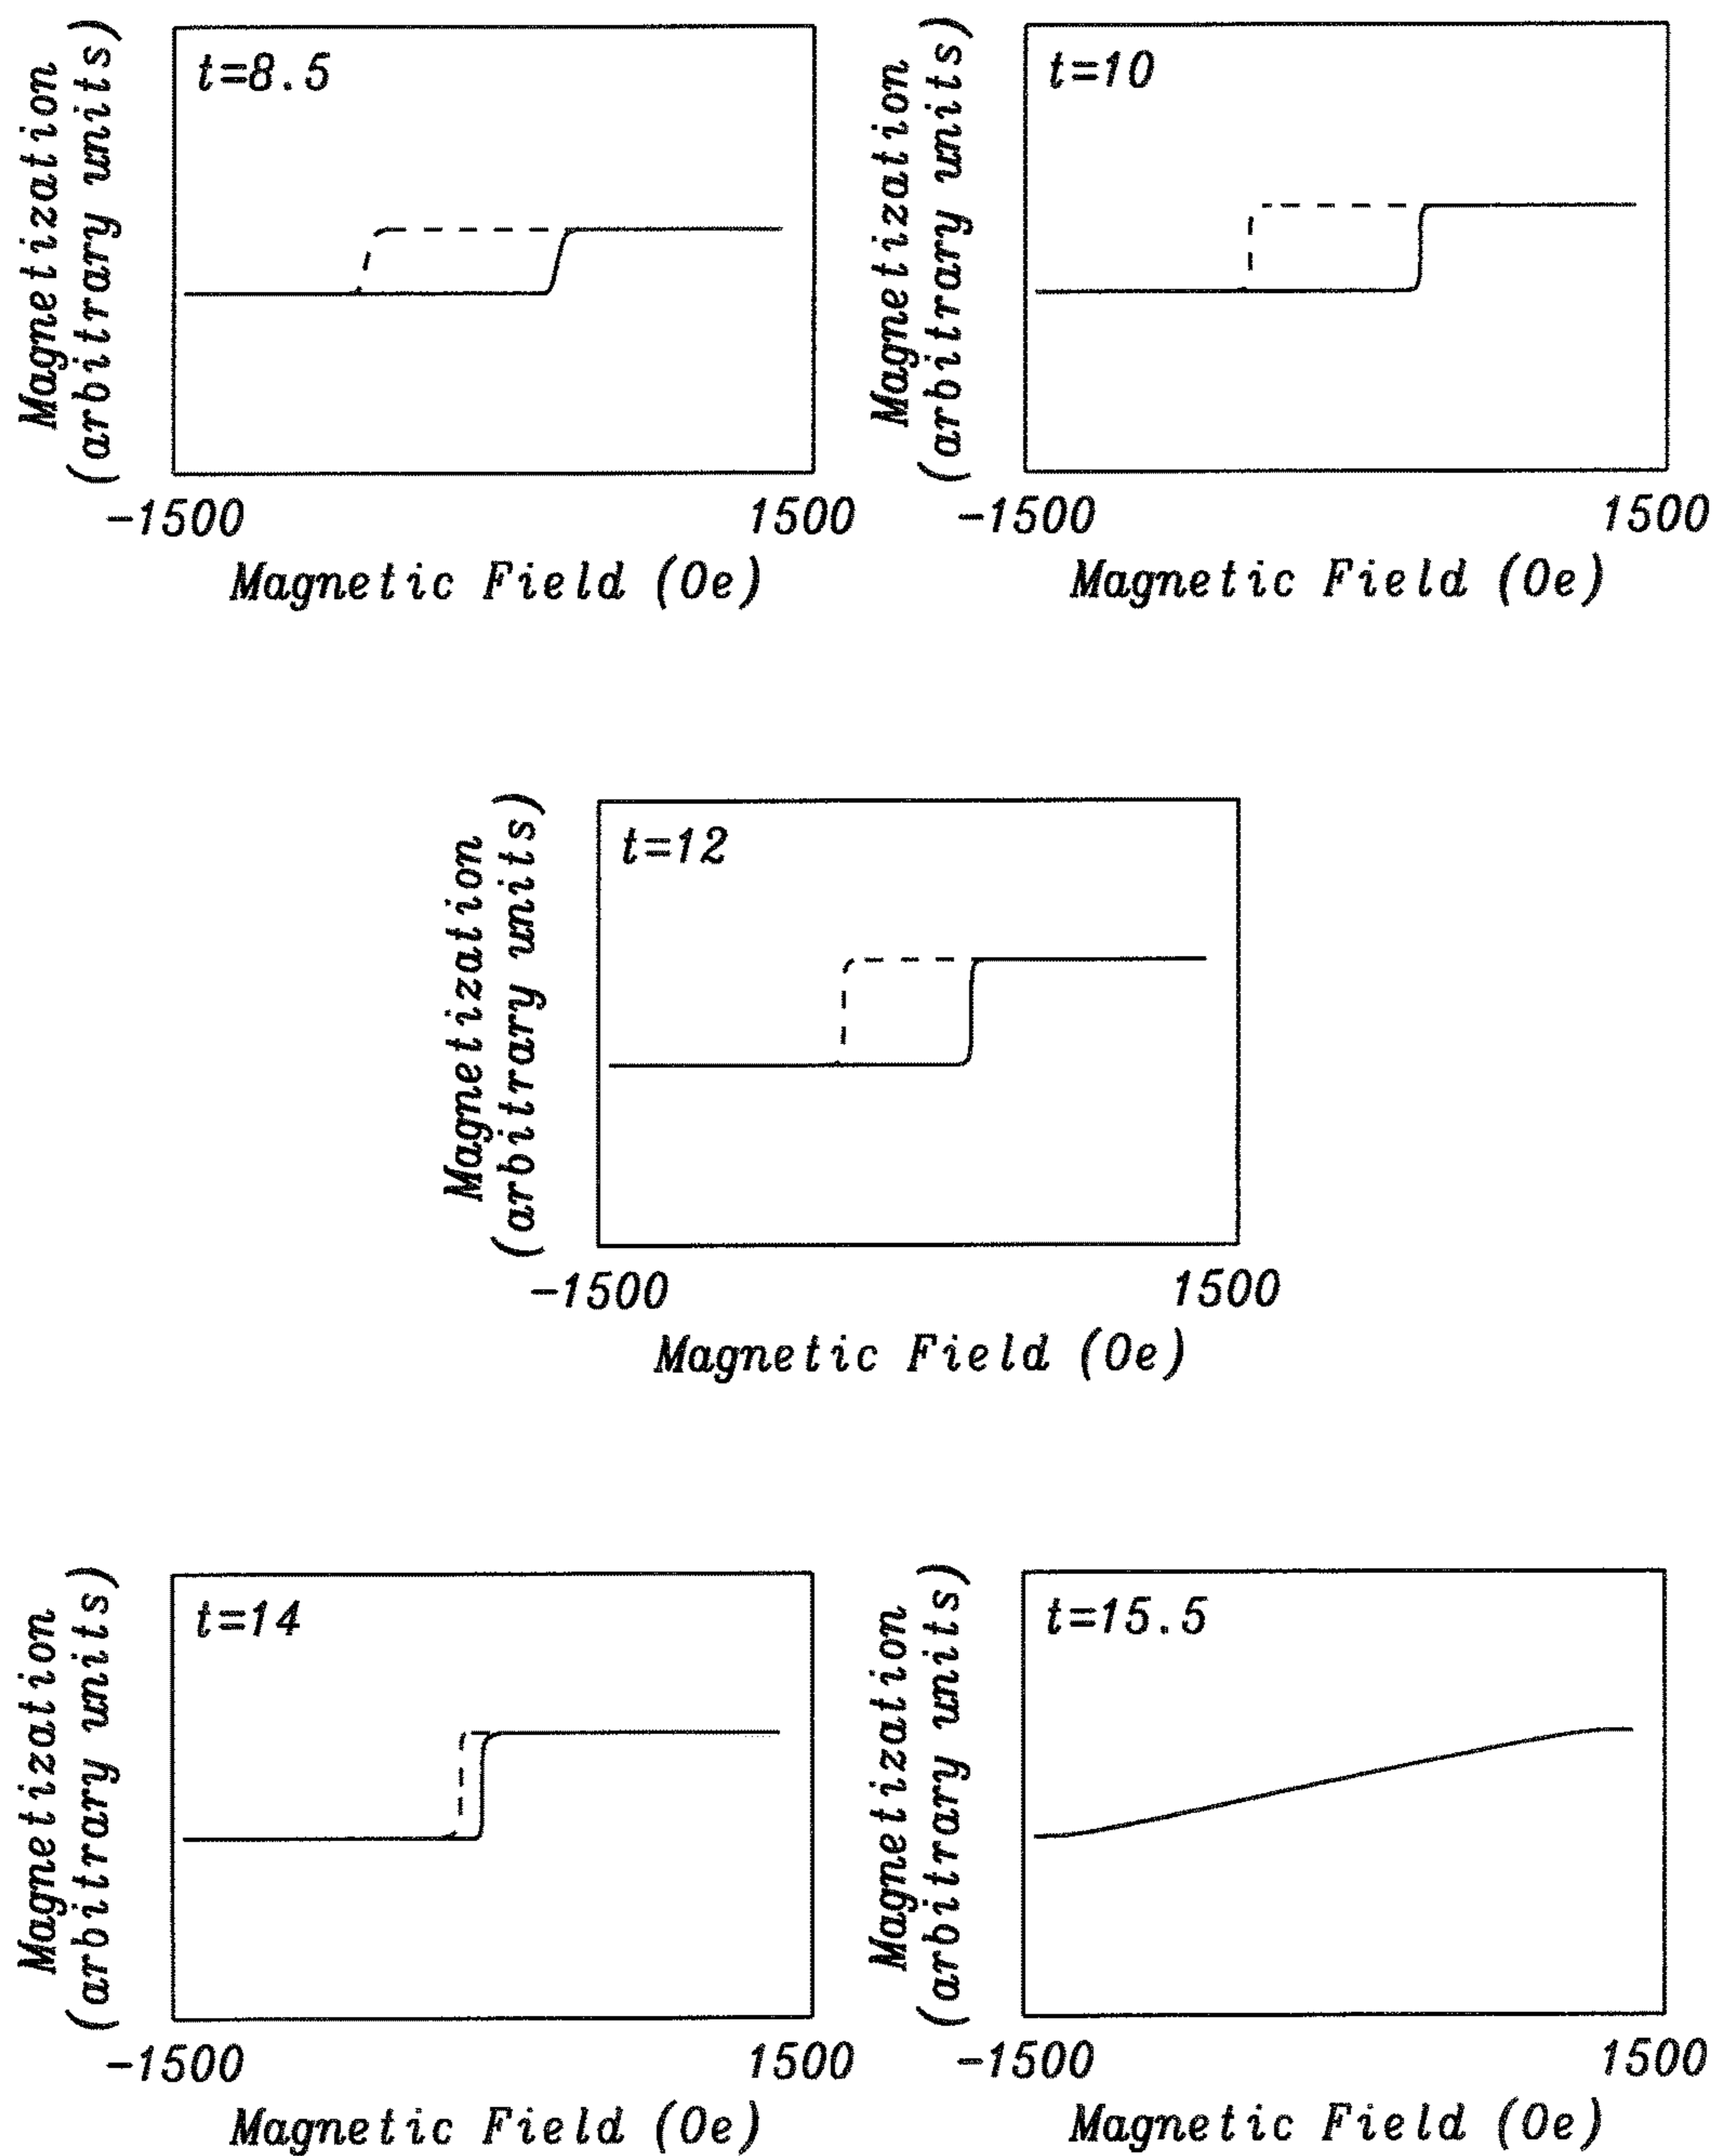 Magnetization
(arbitrary units)
t=8.5
-1500
1500
Magnetic Field (Oe)
Magnetization
(arbitrary units)
t=10
-1500
1500
Magnetic Field (Oe)
Magnetization
(arbitrary units)
t=12
-1500
1500
Magnetic Field (Oe)
Magnetization
(arbitrary units)
t=14
-1500
1500
Magnetic Field (Oe)
Magnetization
(arbitrary units)
t=15.5
-1500
1500
Magnetic Field (Oe)